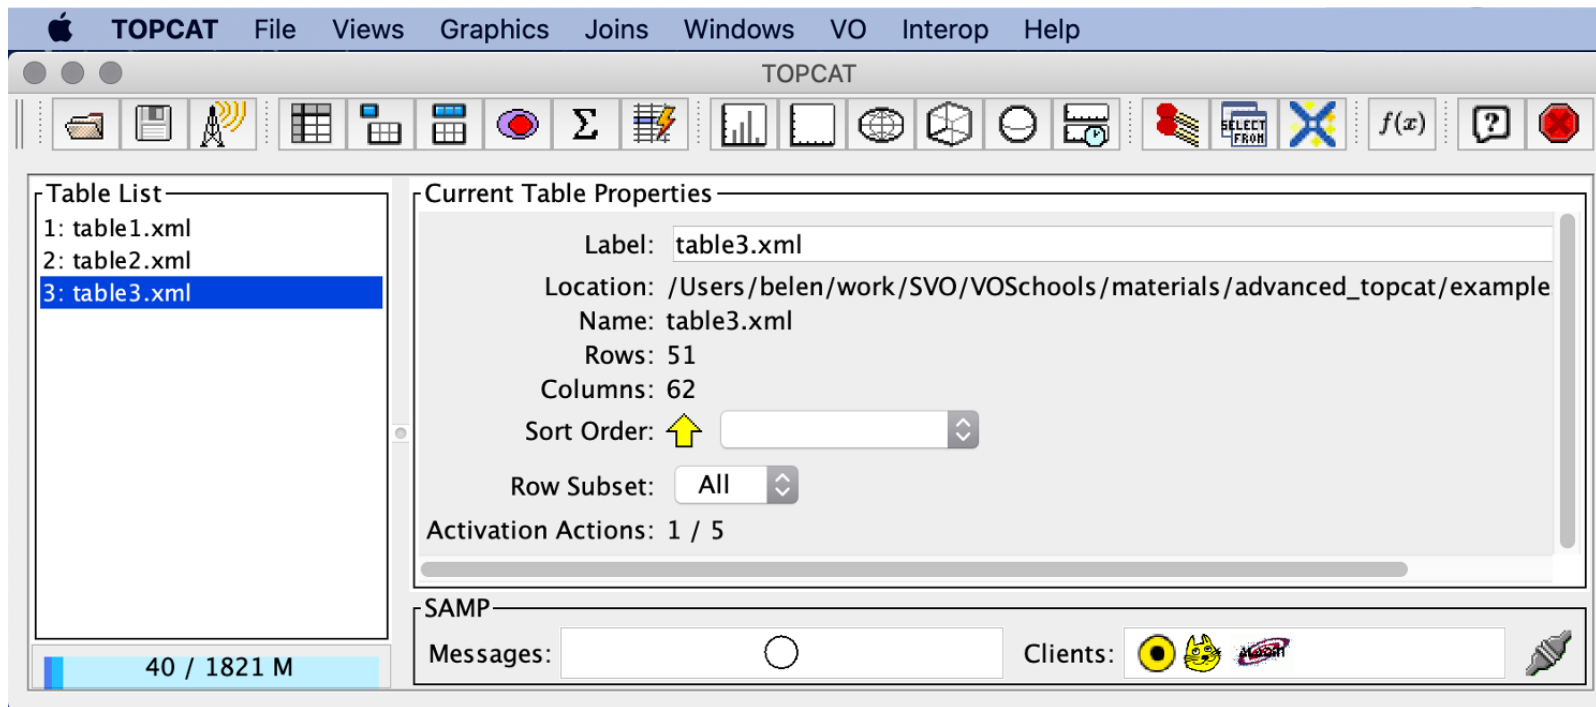 TOPCAT File Views Graphics Joins Windows VO Interop Help
TOPCAT
Σ SELECT FROM f(x) ?
Table List
1: table1.xml
2: table2.xml
3: table3.xml
40 / 1821 M
Current Table Properties
Label: table3.xml
Location: /Users/belen/work/SVO/VOSchools/materials/advanced_topcat/example
Name: table3.xml
Rows: 51
Columns: 62
Sort Order:
Row Subset: All
Activation Actions: 1 / 5
SAMP
Messages: Clients: